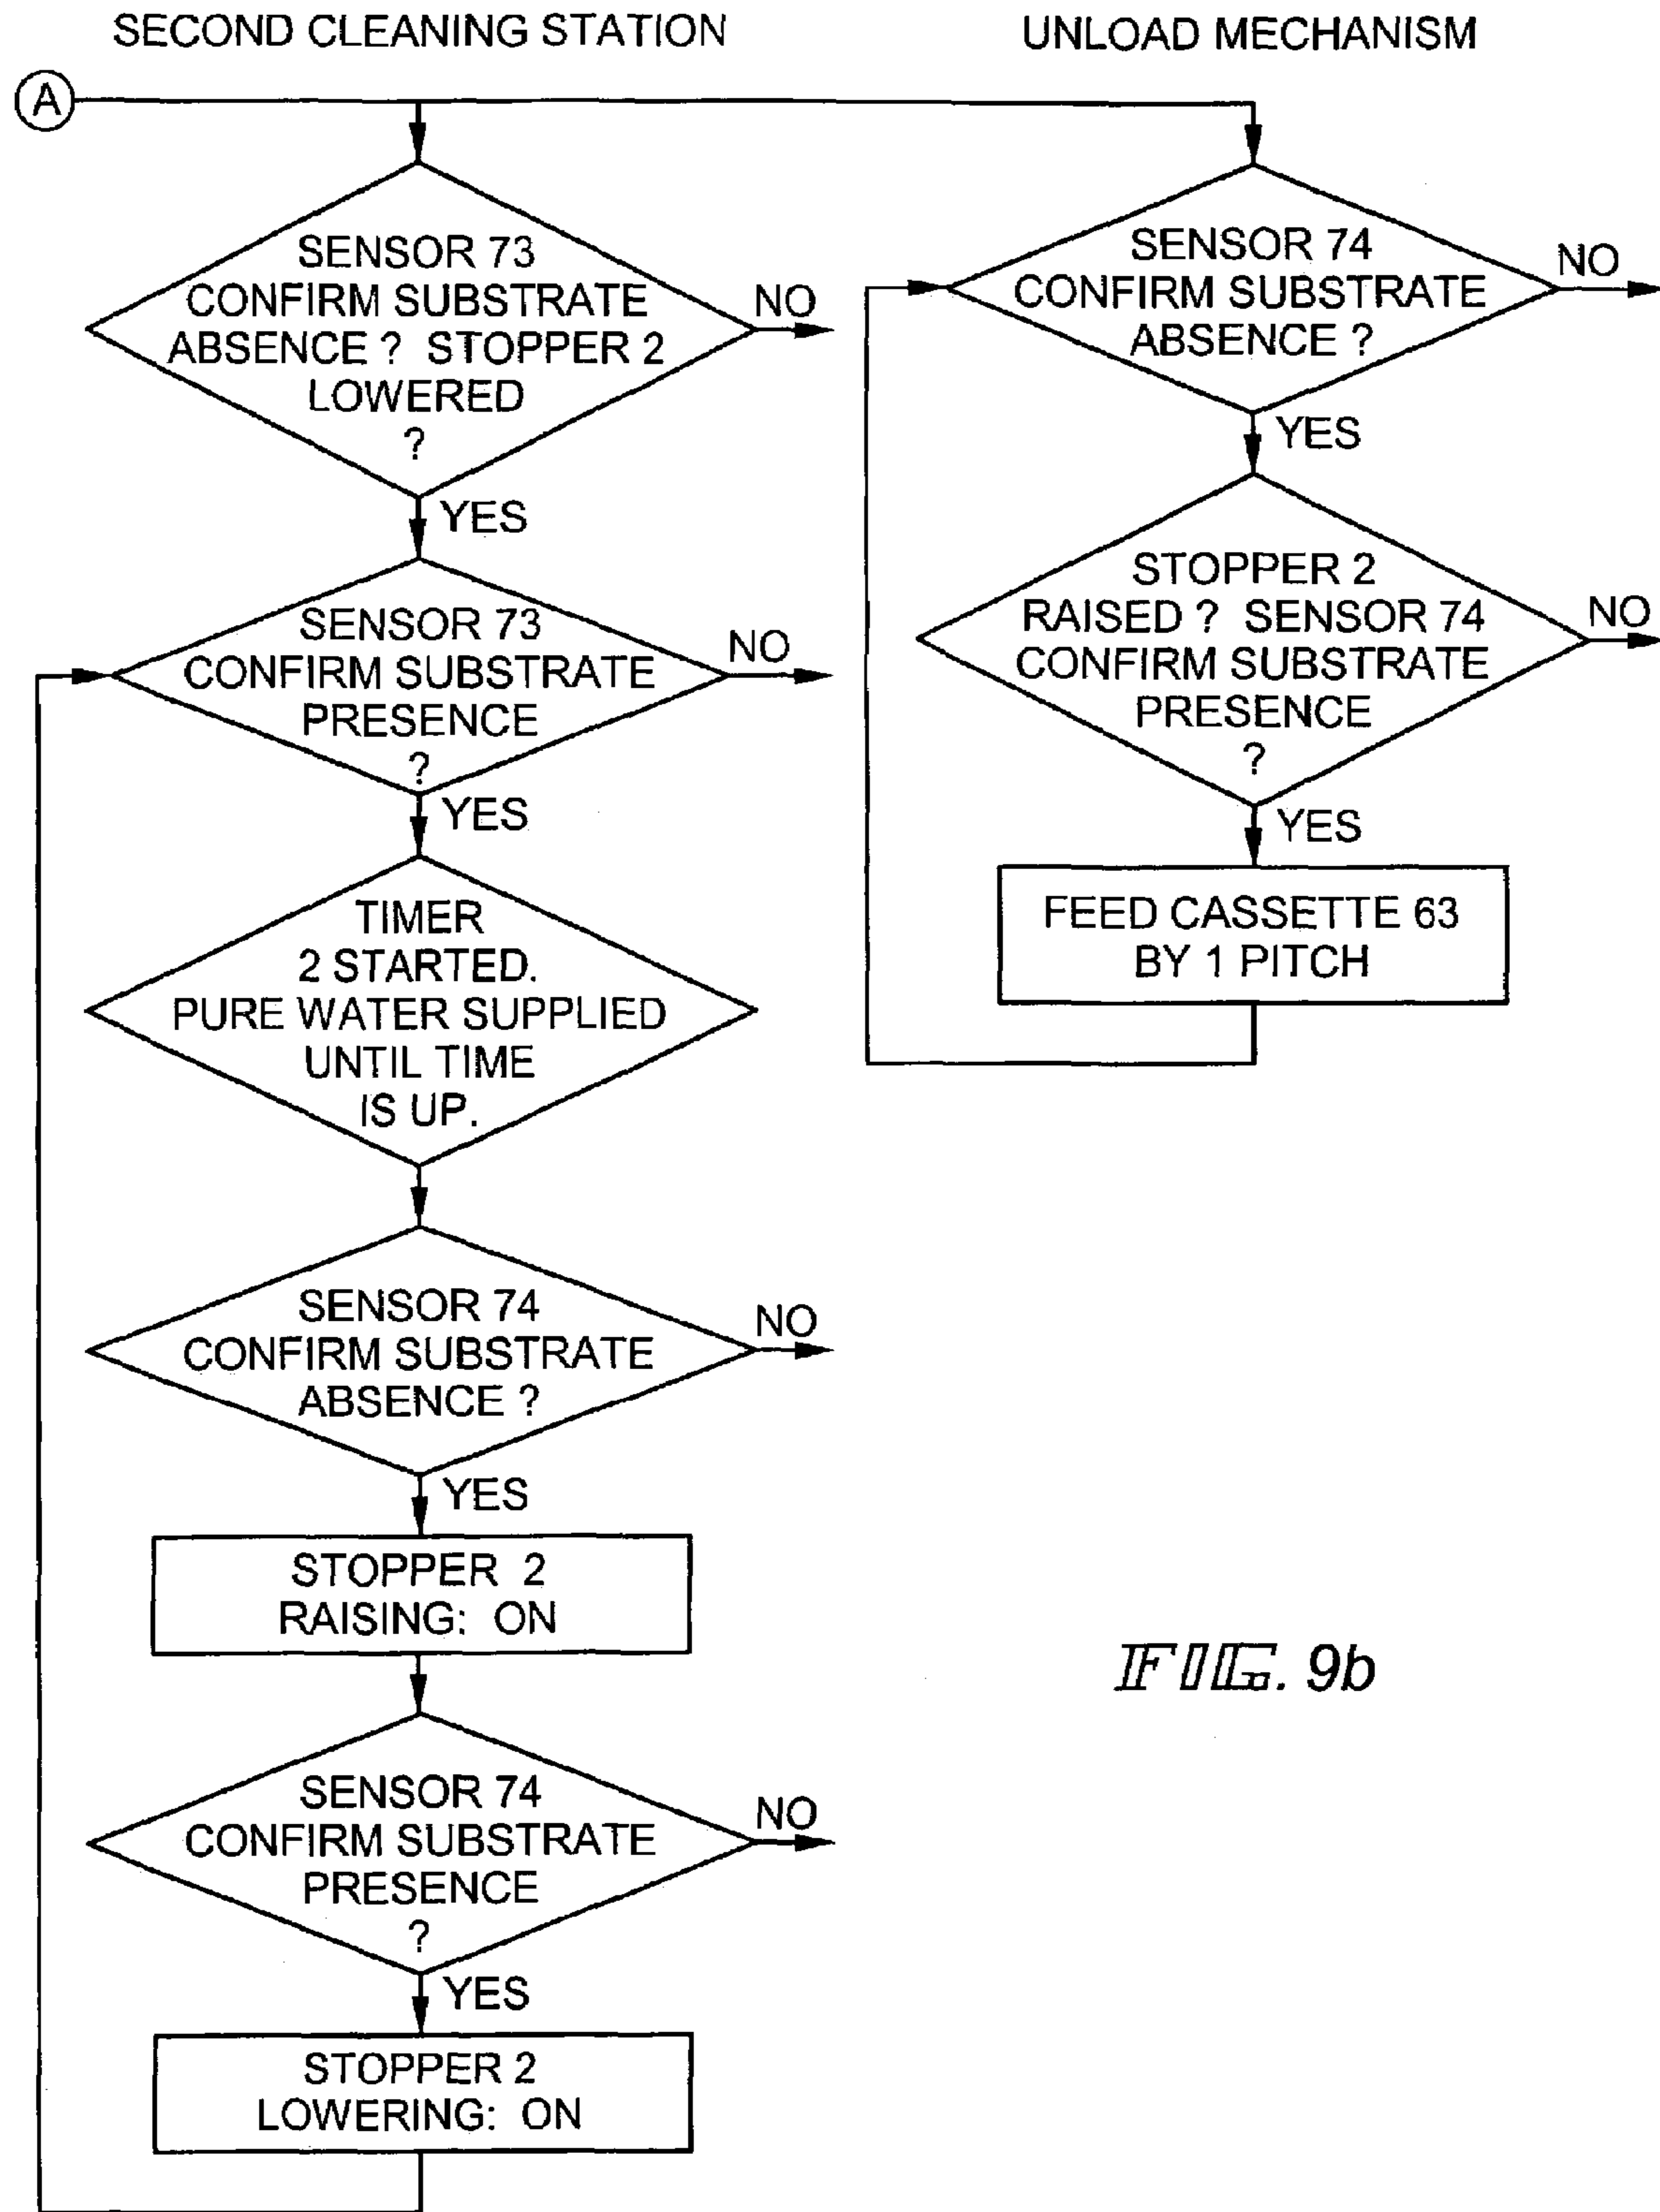 SECOND CLEANING STATION
A
SENSOR 73
CONFIRM SUBSTRATE
ABSENCE ? STOPPER 2
LOWERED
?
NO
YES
SENSOR 73
CONFIRM SUBSTRATE
PRESENCE
?
NO
YES
TIMER
2 STARTED.
PURE WATER SUPPLIED
UNTIL TIME
IS UP.
SENSOR 74
CONFIRM SUBSTRATE
ABSENCE ?
NO
YES
STOPPER 2
RAISING: ON
SENSOR 74
CONFIRM SUBSTRATE
PRESENCE
?
NO
YES
STOPPER 2
LOWERING: ON
UNLOAD MECHANISM
SENSOR 74
CONFIRM SUBSTRATE
ABSENCE ?
NO
YES
STOPPER 2
RAISED ? SENSOR 74
CONFIRM SUBSTRATE
PRESENCE
?
NO
YES
FEED CASSETTE 63
BY 1 PITCH
FIG. 9b